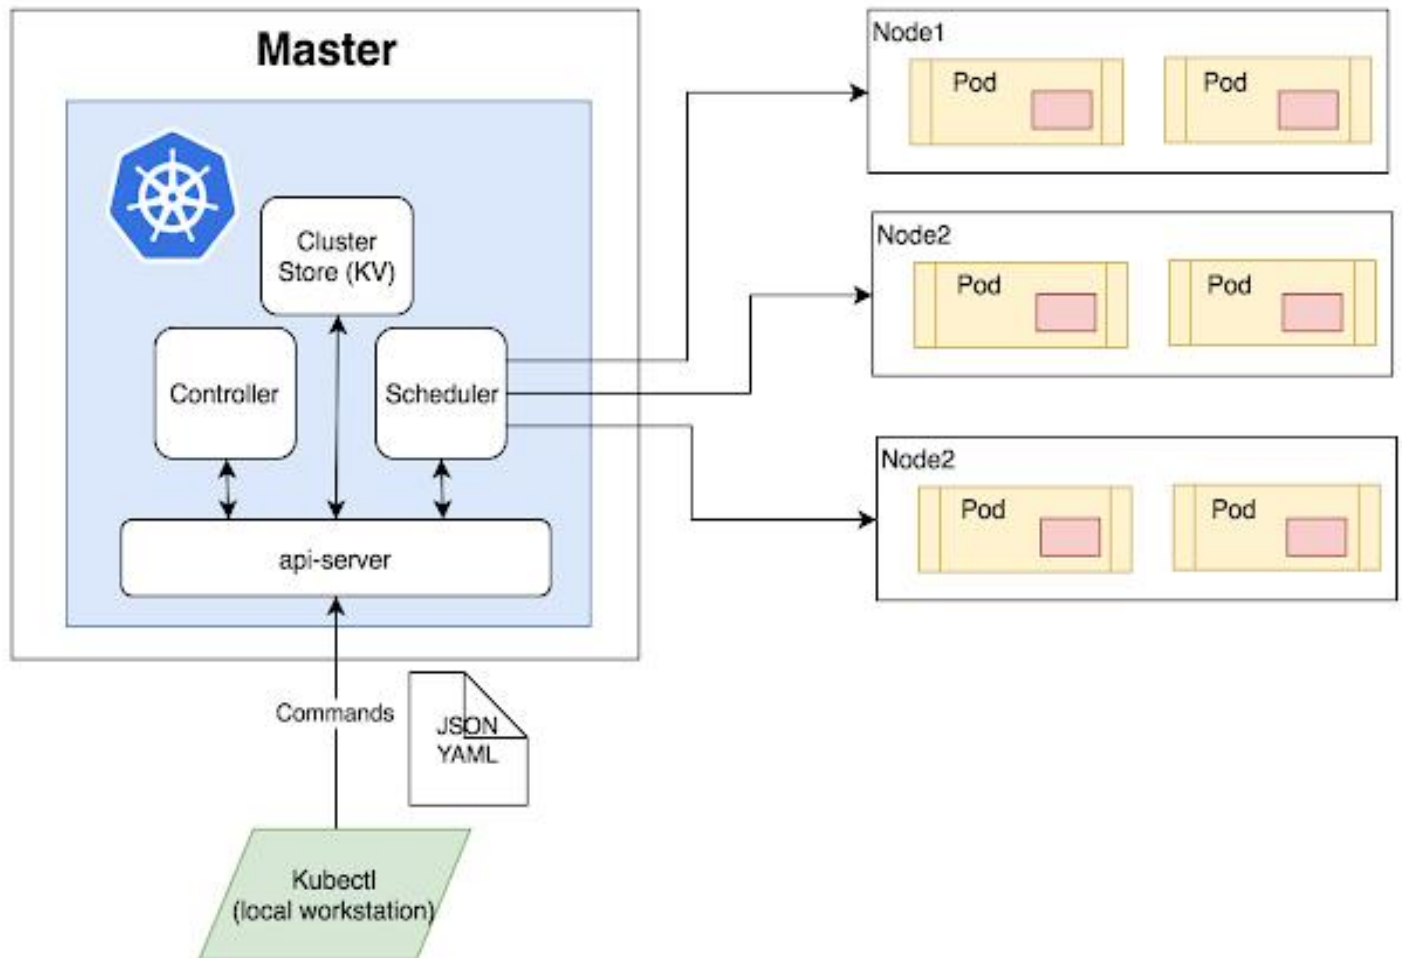 Master
Cluster
Store (KV)
Controller
Scheduler
api-server
Commands
JSON
YAML
Kubectl
(local workstation)
Node1
Pod
Pod
Node2
Pod
Pod
Node2
Pod
Pod